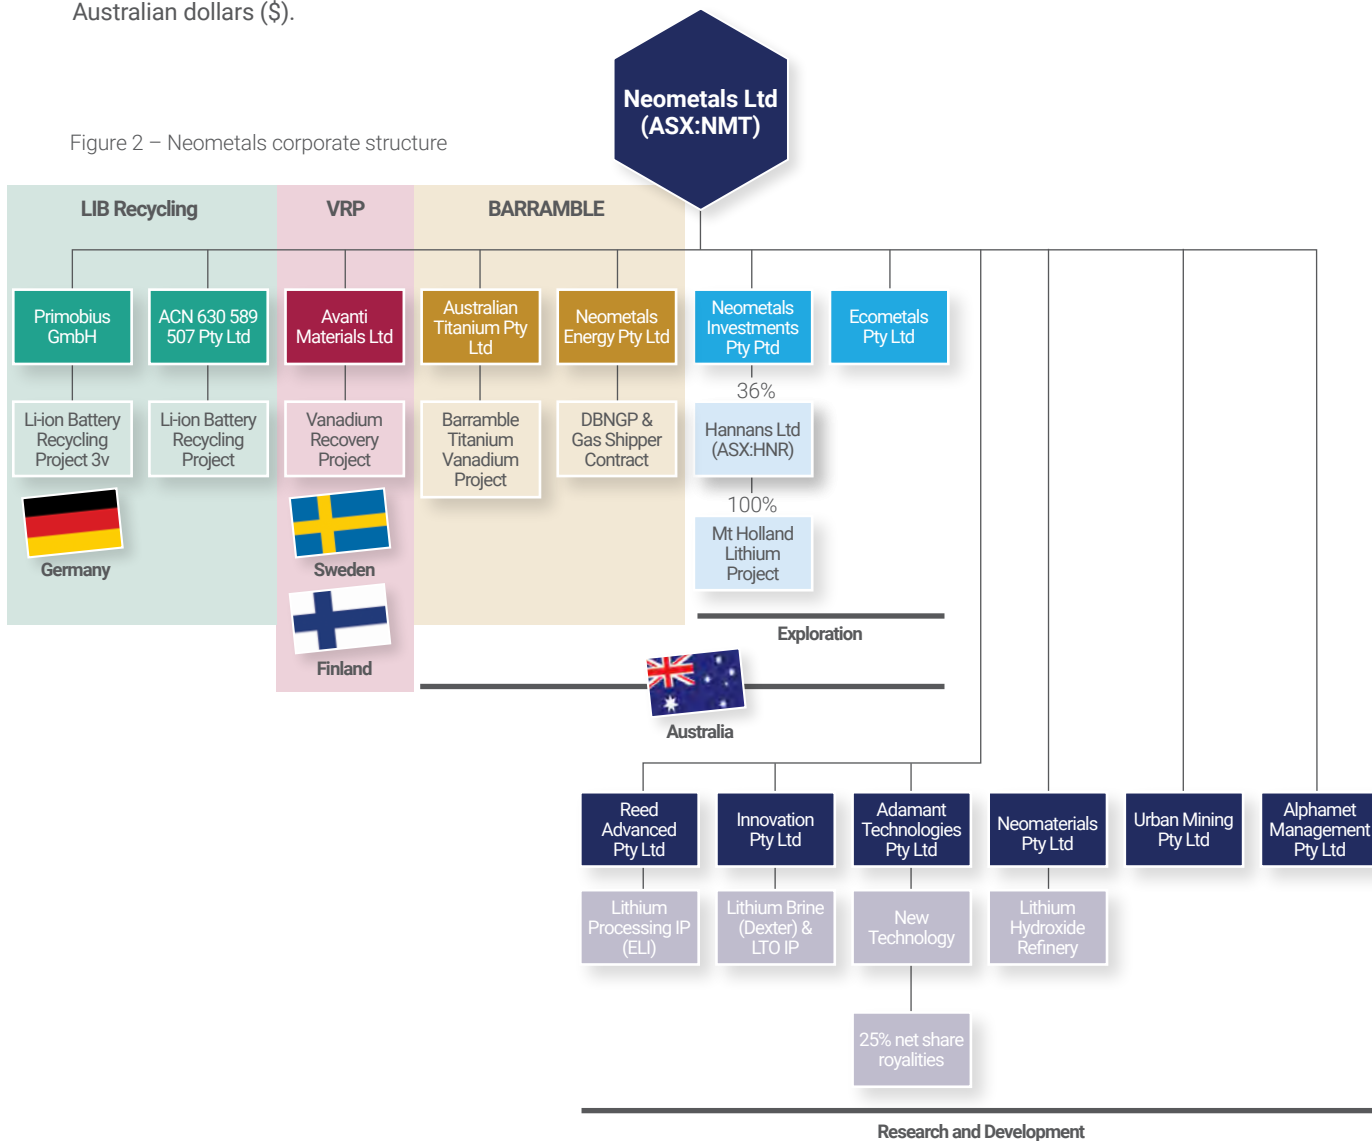 Australian dollars ($).
Neometals Ltd
(ASX:NMT)
Figure 2 – Neometals corporate structure
LIB Recycling
VRP
BARRAMBLE
Primobius
GmbH
ACN 630 589
507 Pty Ltd
Avanti
Materials Ltd
Australian
Titanium Pty
Ltd
Neometals
Energy Pty Ltd
Neometals
Investments
Pty Ptd
Ecometals
Pty Ltd
Li-ion Battery
Recycling
Project 3v
Li-ion Battery
Recycling
Project
Vanadium
Recovery
Project
Barramble
Titanium
Vanadium
Project
DBNGP &
Gas Shipper
Contract
36%
Hannans Ltd
(ASX:HNR)
100%
Mt Holland
Lithium
Project
Germany
Sweden
Finland
Exploration
Australia
Reed
Advanced
Pty Ltd
Innovation
Pty Ltd
Adamant
Technologies
Pty Ltd
Neomaterials
Pty Ltd
Urban Mining
Pty Ltd
Alphamet
Management
Pty Ltd
Lithium
Processing IP
(ELI)
Lithium Brine
(Dexter) &
LTO IP
New
Technology
Lithium
Hydroxide
Refinery
25% net share
royalities
Research and Development